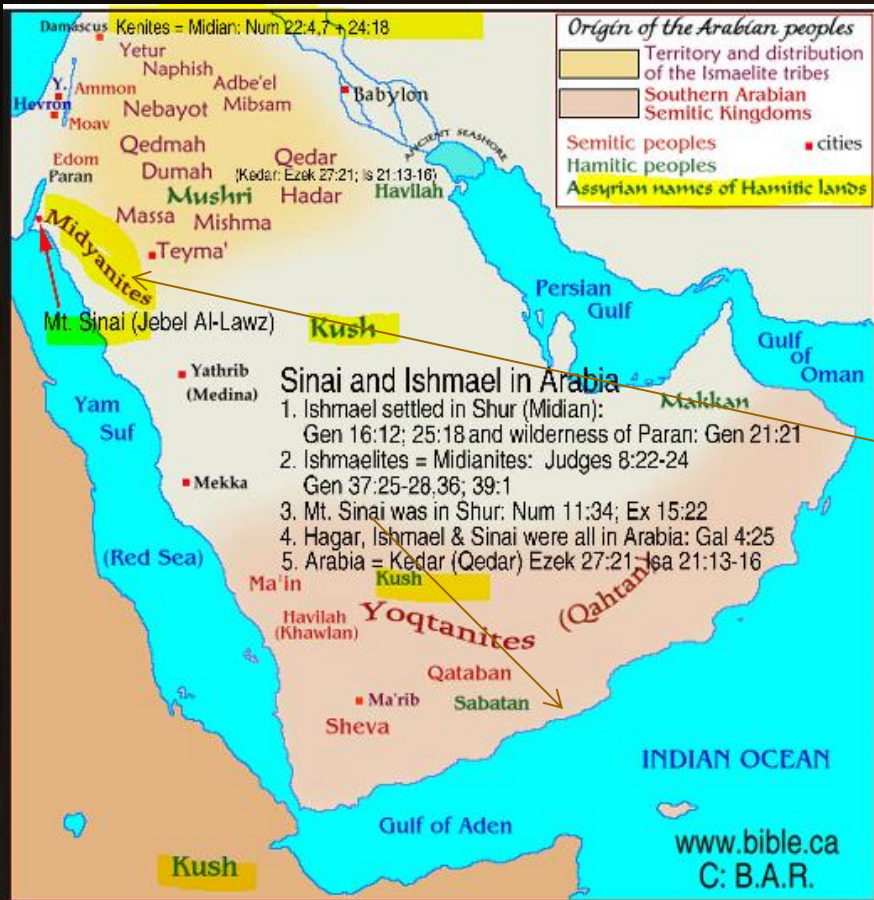 Damascus
Kenites = Midian: Num 22:4,7 + 24:18
Yetur
Naphish
Adbe'el
Y.
Ammon
Nebayot
Mibsam
Babylon
Hevron
Moav
ANCIENT SEASHORE
Qedmah
Edom
Paran
Dumah
Qedar
(Kedar: Ezek 27:21; Is 21:13-16)
Mushri
Hadar
Havilah
Massa
Mishma
Midyanites
Teyma'
Mt. Sinai (Jebel Al-Lawz)
Kush
Persian
Gulf
Gulf
of
Oman
Yathrib
(Medina)
Yam
Suf
Makkan
Sinai and Ishmael in Arabia
1. Ishmael settled in Shur (Midian):
Gen 16:12; 25:18 and wilderness of Paran: Gen 21:21
2. Ishmaelites = Midianites: Judges 8:22-24
Gen 37:25-28,36; 39:1
3. Mt. Sinai was in Shur: Num 11:34; Ex 15:22
4. Hagar, Ishmael & Sinai were all in Arabia: Gal 4:25
5. Arabia = Kedar (Qedar) Ezek 27:21; Isa 21:13-16
Mekka
(Red Sea)
Ma'in
Kush
(Qahtan)
Havilah
(Khawlan)
Yoqtanites
Qataban
Ma'rib
Sabatan
Sheva
INDIAN OCEAN
Gulf of Aden
Kush
www.bible.ca
C: B.A.R.
Origin of the Arabian peoples
Territory and distribution
of the Ismaelite tribes
Southern Arabian
Semitic Kingdoms
Semitic peoples
cities
Hamitic peoples
Assyrian names of Hamitic lands